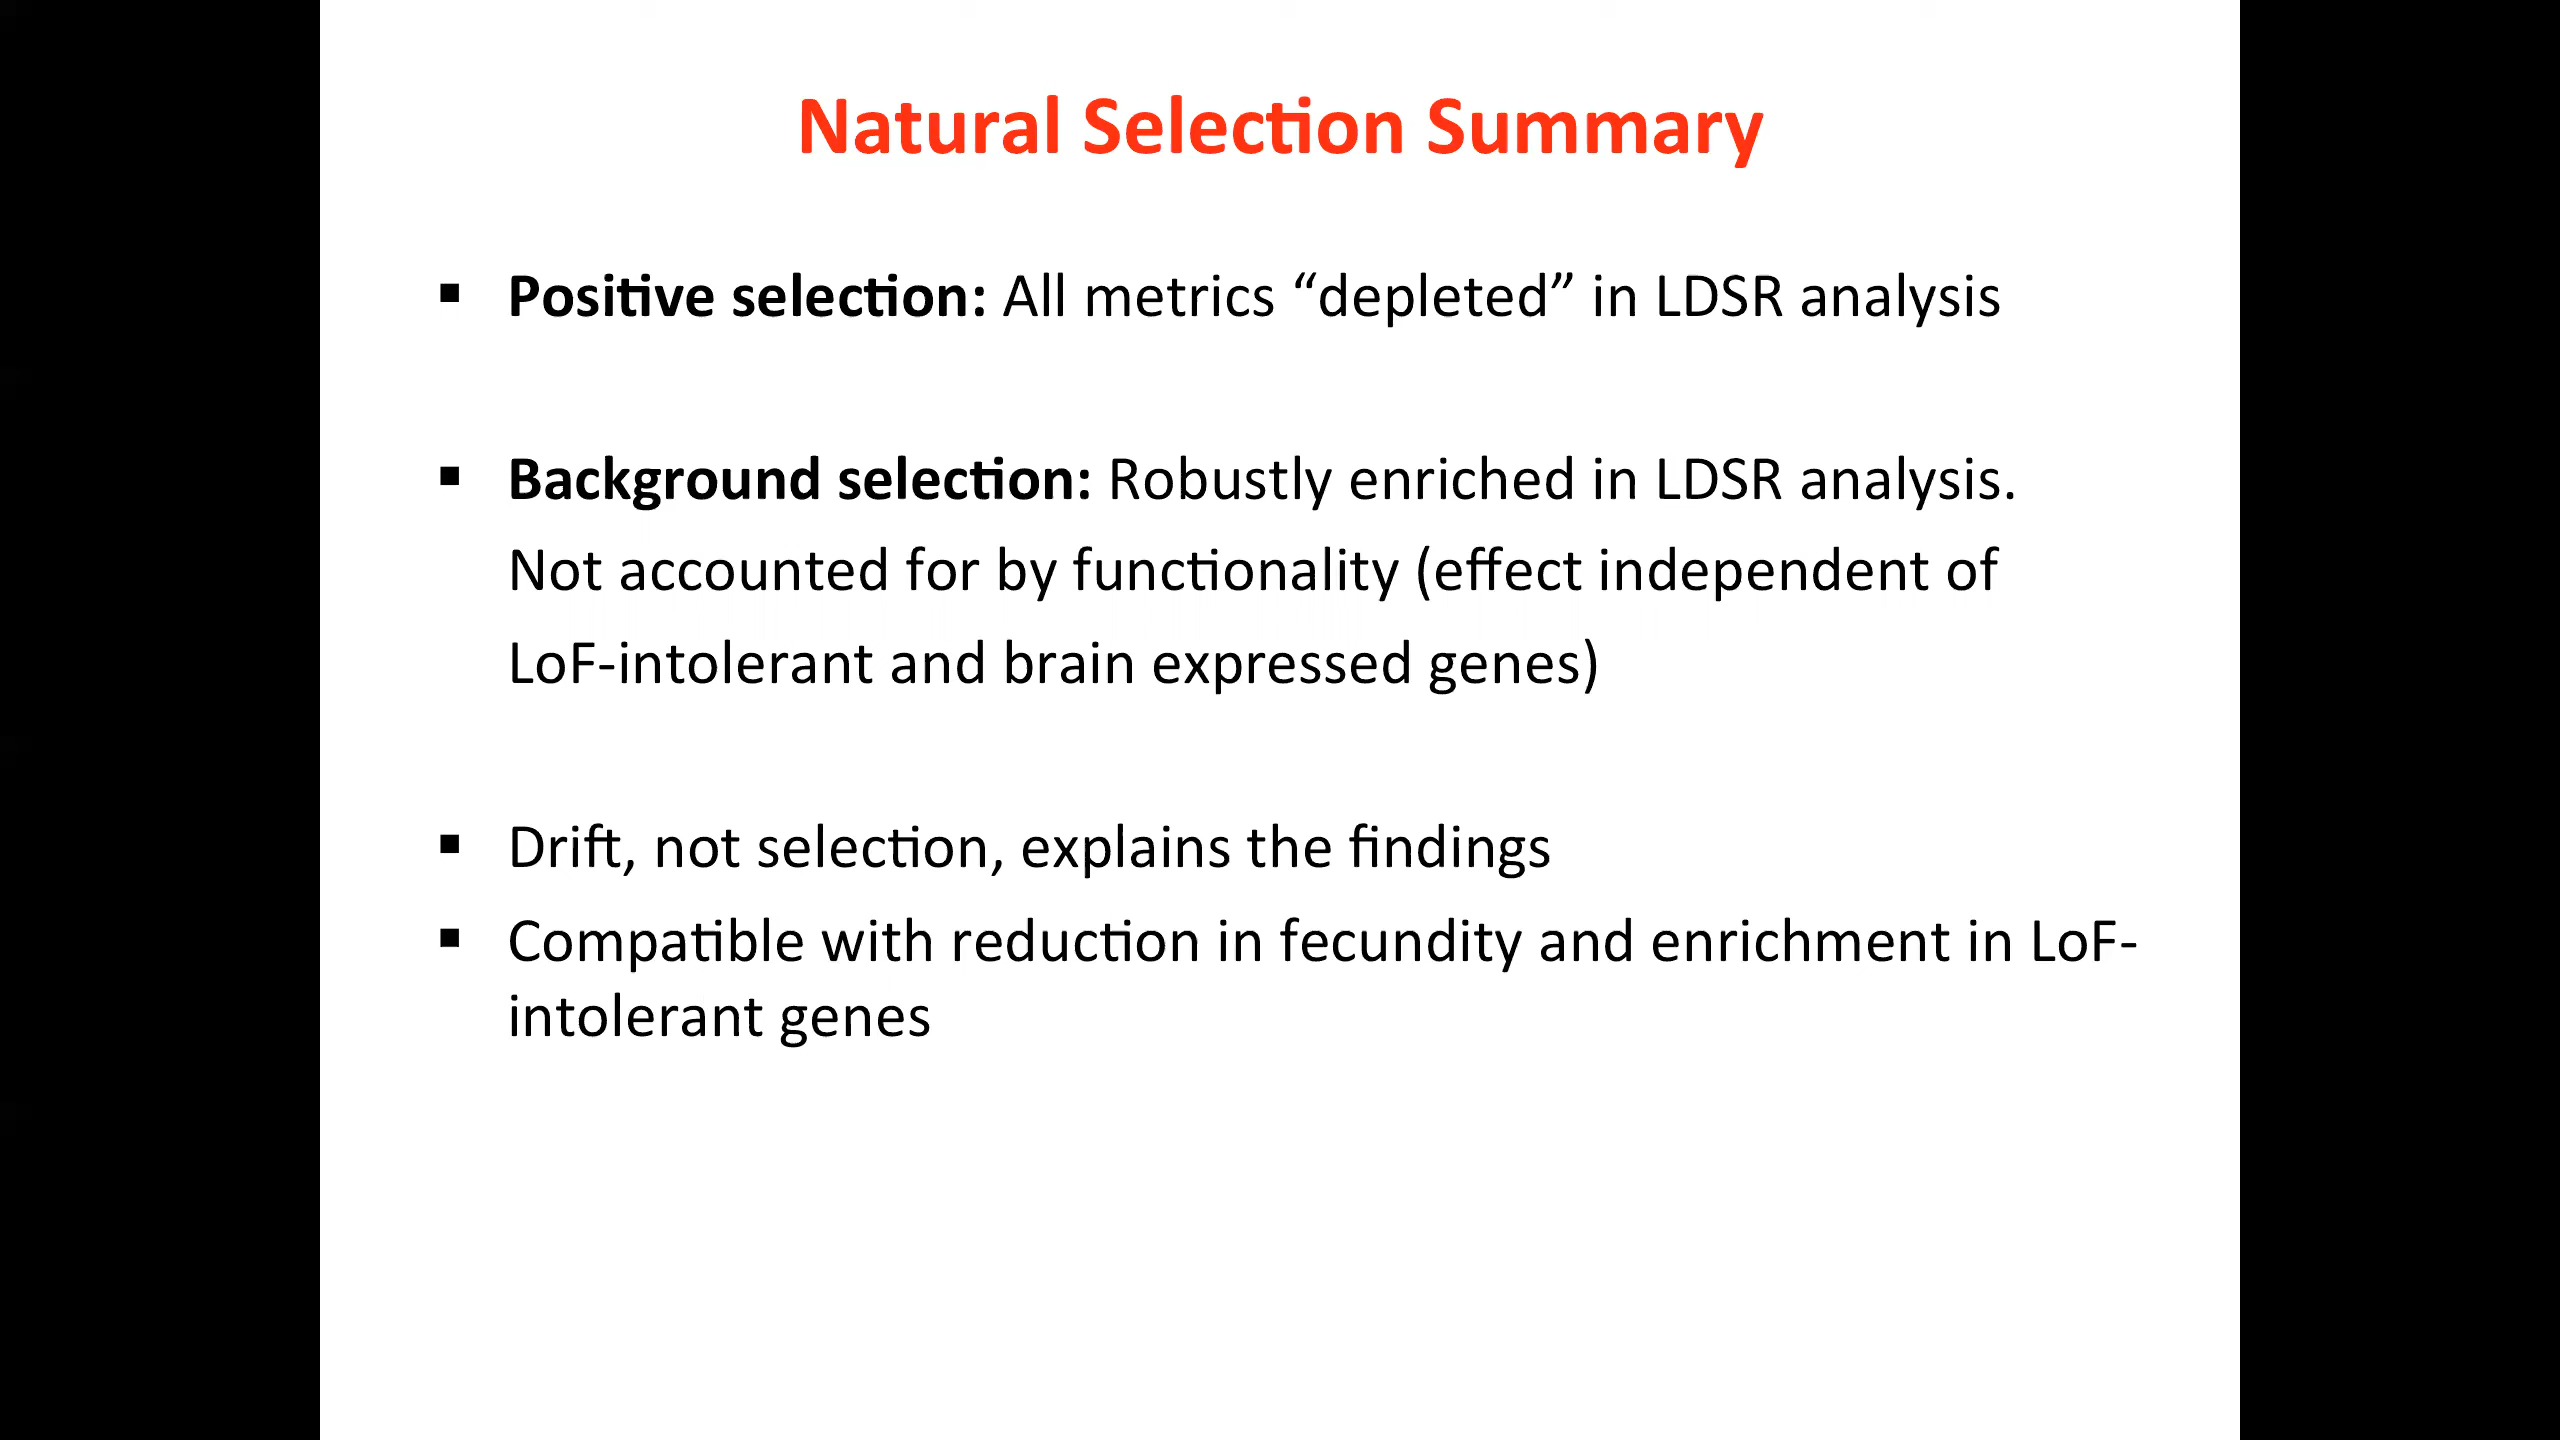 Natural Selection Summary
▪ Positive selection: All metrics “depleted” in LDSR analysis
▪ Background selection: Robustly enriched in LDSR analysis.
Not accounted for by functionality (effect independent of
LoF-intolerant and brain expressed genes)
▪ Drift, not selection, explains the findings
▪ Compatible with reduction in fecundity and enrichment in LoF-
intolerant genes